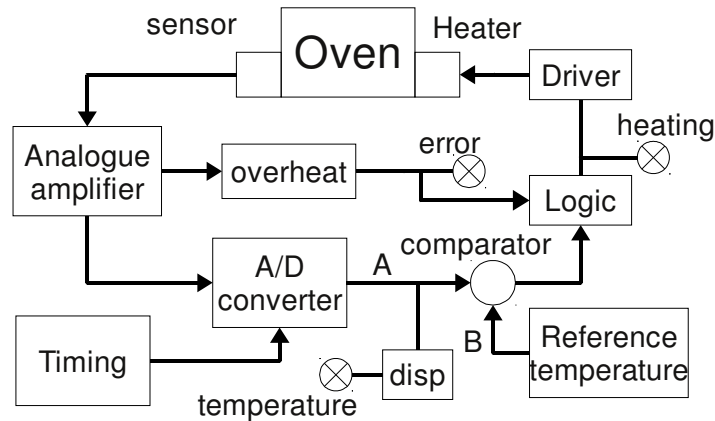 sensor
Oven
Heater
Driver
heating
Analogue
amplifier
overheat
error
Logic
comparator
A/D
converter
A
B
Reference
temperature
Timing
disp
temperature